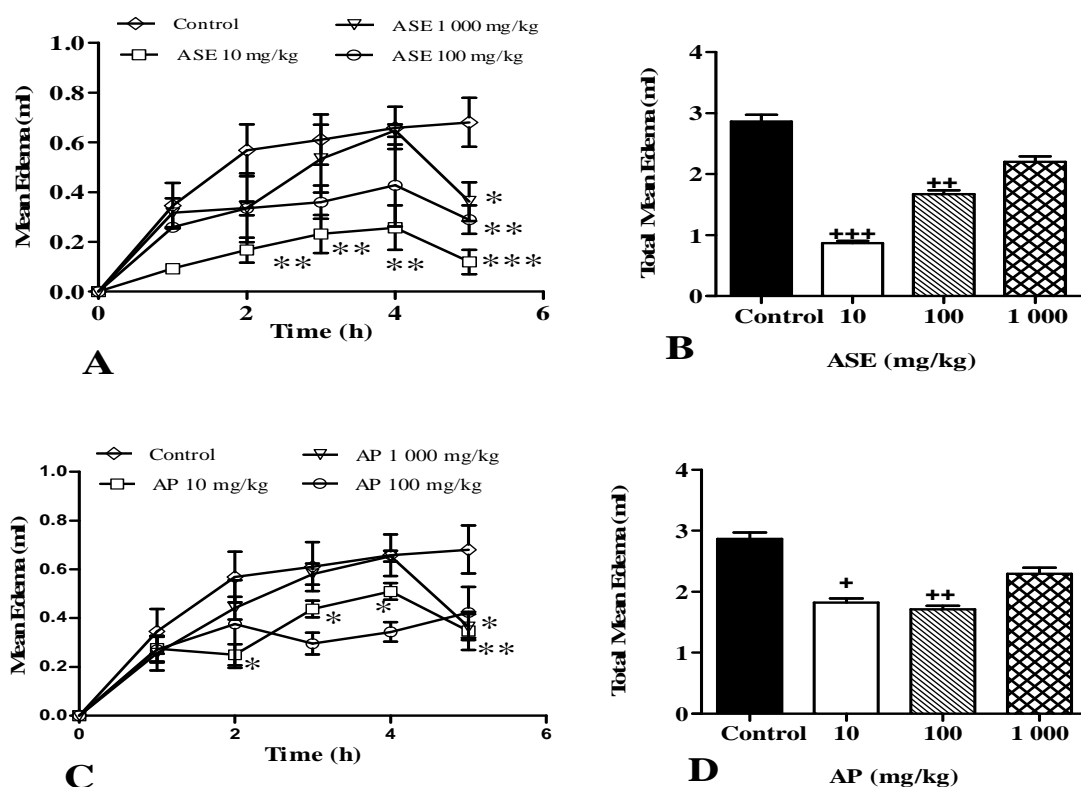 Control
ASE 1 000 mg/kg
ASE 10 mg/kg
ASE 100 mg/kg
Mean Edema (ml)
1.0
0.8
0.6
0.4
0.2
0.0
*
**
**
**
**
***
0
2
4
6
Time (h)
A
Total Mean Edema (ml)
4
3
2
1
0
+++
++
Control
10
100
1 000
ASE (mg/kg)
B
Control
AP 1 000 mg/kg
AP 10 mg/kg
AP 100 mg/kg
Mean Edema (ml)
1.0
0.8
0.6
0.4
0.2
0.0
*
*
*
*
**
0
2
4
6
Time (h)
C
Total Mean Edema (ml)
4
3
2
1
0
+
++
Control
10
100
1 000
AP (mg/kg)
D